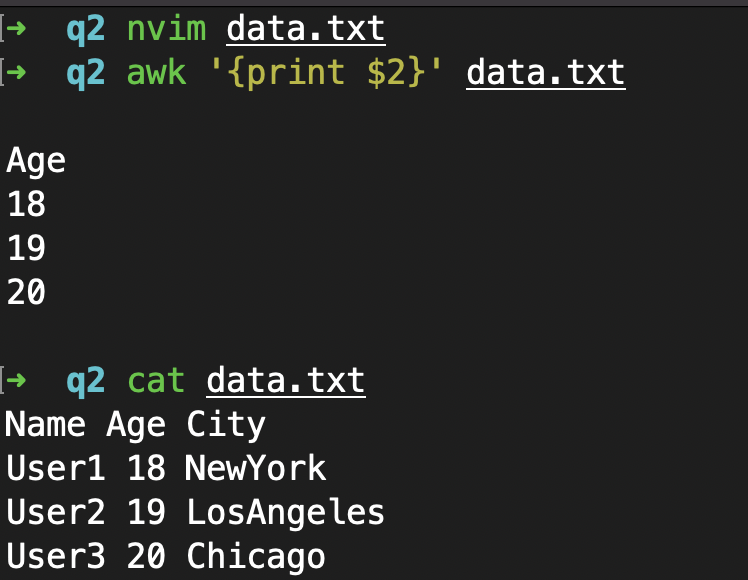 [➜  q2 nvim data.txt
[➜  q2 awk '{print $2}' data.txt
Age
18
19
20
[➜  q2 cat data.txt
Name Age City
User1 18 NewYork
User2 19 LosAngeles
User3 20 Chicago